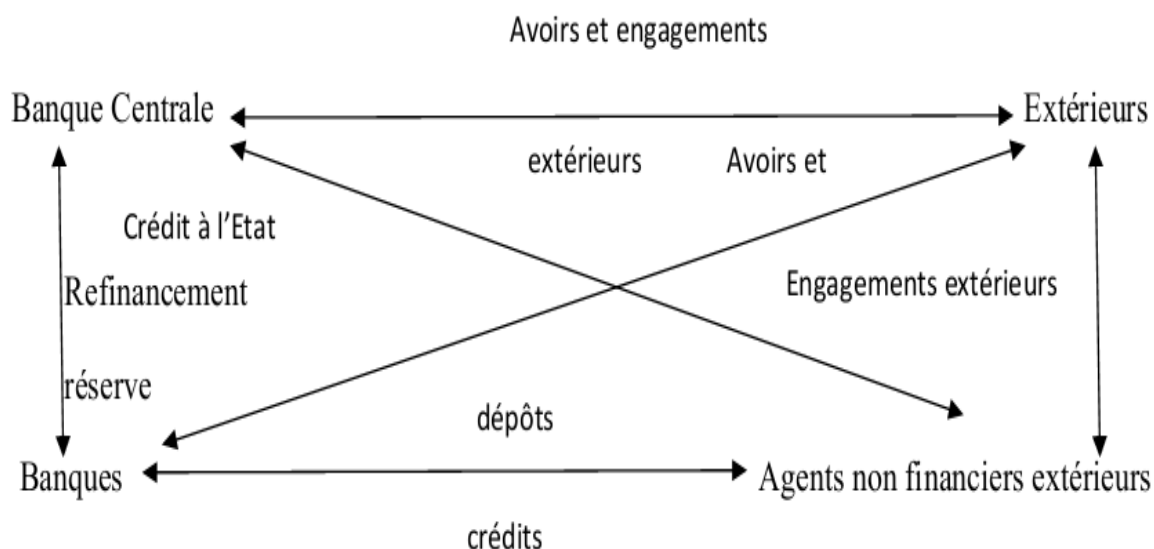 Avoirs et engagements
Banque Centrale
Extérieurs
extérieurs
Avoirs et
Crédit à l'Etat
Refinancement
Engagements extérieurs
réserve
dépôts
Banques
Agents non financiers extérieurs
crédits